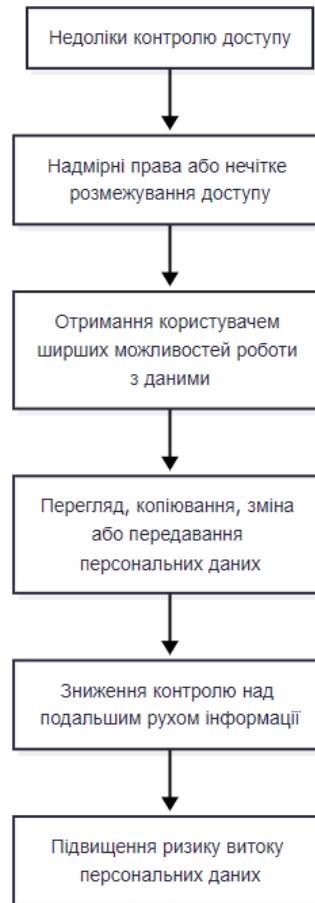 Недоліки контролю доступу
Надмірні права або нечітке
розмежування доступу
Отримання користувачем
ширших можливостей роботи
з даними
Перегляд, копіювання, зміна
або передавання
персональних даних
Зниження контролю над
подальшим рухом інформації
Підвищення ризику витоку
персональних даних